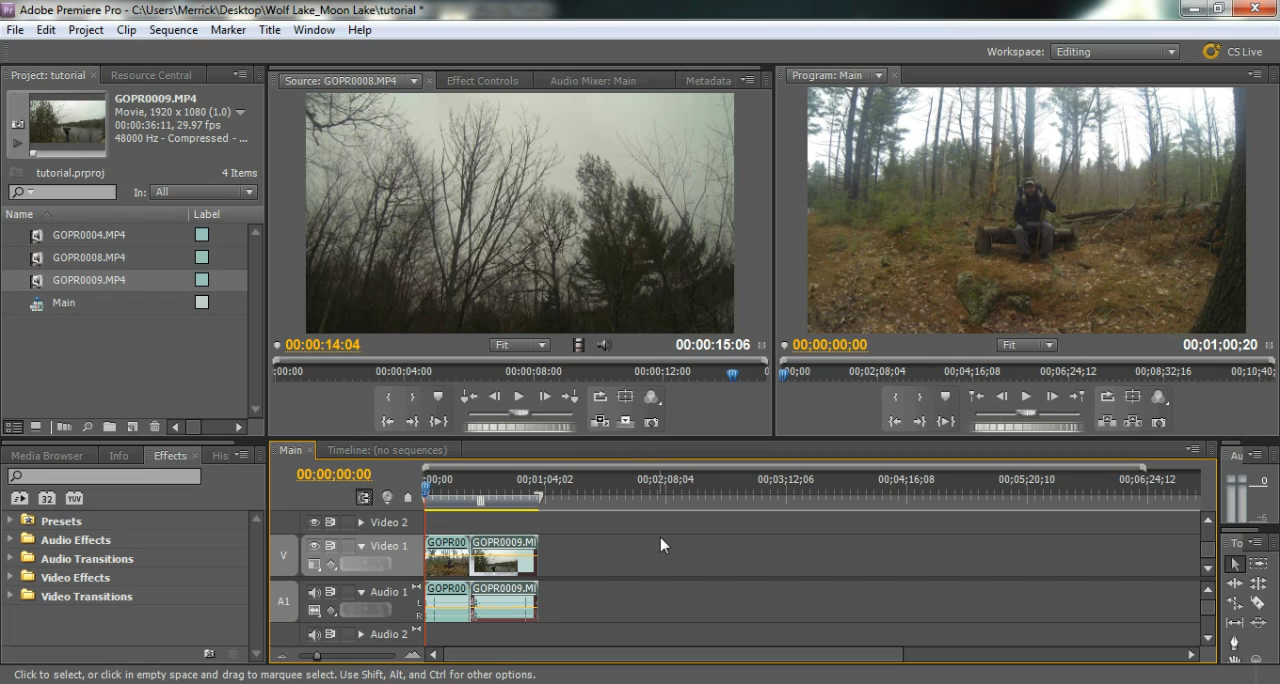 Adobe Premiere Pro - C:\Users\Merrick\Desktop\Wolf Lake_Moon Lake\tutorial *
File Edit Project Clip Sequence Marker Title Window Help
Workspace: Editing CS Live
Project: tutorial Resource Central
GOPR0009.MP4
Movie, 1920 x 1080 (1.0)
00:00:36:11, 29.97 fps
48000 Hz - Compressed - ...
tutorial.prproj 4 Items
In: All
Name Label
GOPR0004.MP4
GOPR0008.MP4
GOPR0009.MP4
Main
Source: GOPR0008.MP4 Effect Controls Audio Mixer: Main Metadata
00:00:14:04 Fit 00:00:15:06
:00:00 00:00:04:00 00:00:08:00 00:00:12:00 0
Program: Main
00;00;00;00 Fit 00;01;00;20
00;00 00;02;08;04 00;04;16;08 00;06;24;12 00;08;32;16 00;10;40;
Media Browser Info Effects His
32 YUV
Presets
Audio Effects
Audio Transitions
Video Effects
Video Transitions
Main Timeline: (no sequences)
00;00;00;00
;00;00 00;01;04;02 00;02;08;04 00;03;12;06 00;04;16;08 00;05;20;10 00;06;24;12
Video 2
V Video 1 GOPR00 GOPR0009.MI
A1 Audio 1 GOPR00 GOPR0009.MI
L
R
Audio 2
Au
0
-6
To
Click to select, or click in empty space and drag to marquee select. Use Shift, Alt, and Ctrl for other options.